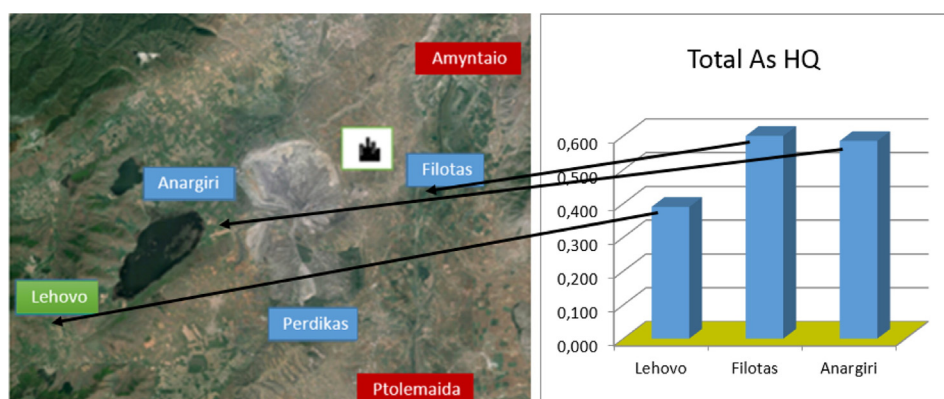 Amyntaio
Filotas
Anargiri
Lehovo
Perdikas
Ptolemaida
Total As HQ
0,600
0,500
0,400
0,300
0,200
0,100
0,000
Lehovo Filotas Anargiri